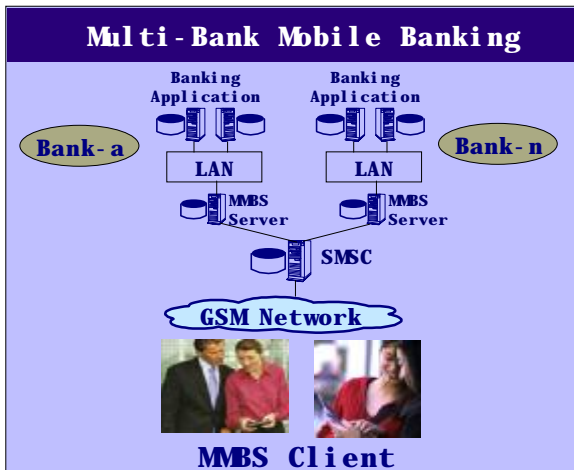 Multi-Bank Mobile Banking
Banking
Application
Banking
Application
Bank-a
Bank-n
LAN
LAN
MMBS
Server
MMBS
Server
SMSC
GSM Network
MMBS Client